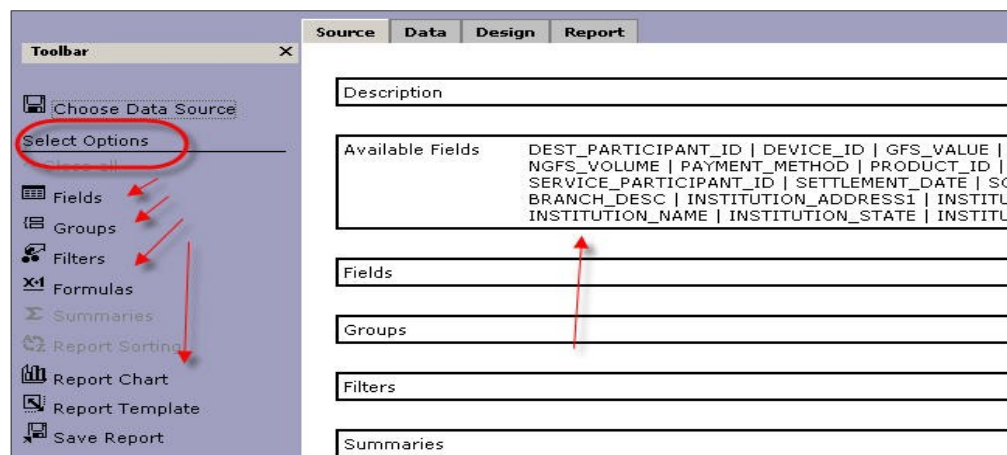 Source Data Design Report
Toolbar X
Choose Data Source
Select Options
Close all
Fields
Groups
Filters
X+1 Formulas
Σ Summaries
Report Sorting
Report Chart
Report Template
Save Report
Description
Available Fields DEST_PARTICIPANT_ID | DEVICE_ID | GFS_VALUE |
NGFS_VOLUME | PAYMENT_METHOD | PRODUCT_ID |
SERVICE_PARTICIPANT_ID | SETTLEMENT_DATE |
BRANCH_DESC | INSTITUTION_ADDRESS1 |
INSTITUTION_NAME | INSTITUTION_STATE |
Fields
Groups
Filters
Summaries